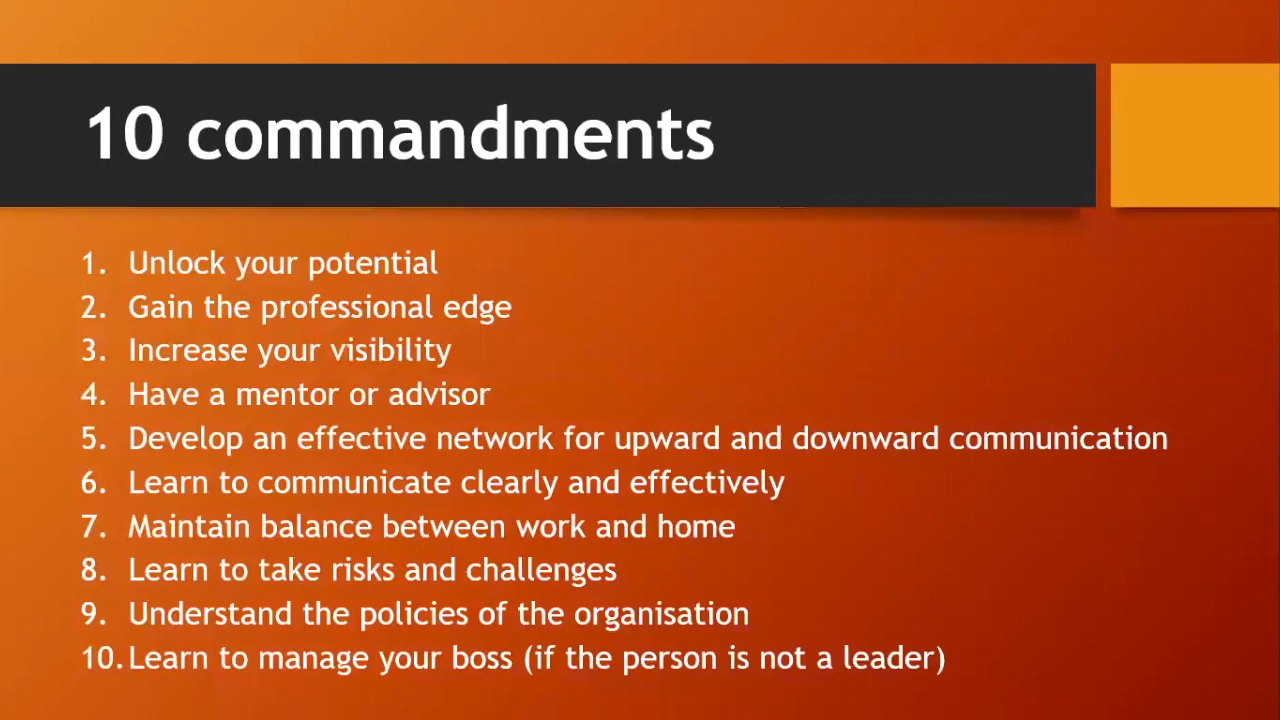 10 commandments
1. Unlock your potential
2. Gain the professional edge
3. Increase your visibility
4. Have a mentor or advisor
5. Develop an effective network for upward and downward communication
6. Learn to communicate clearly and effectively
7. Maintain balance between work and home
8. Learn to take risks and challenges
9. Understand the policies of the organisation
10. Learn to manage your boss (if the person is not a leader)